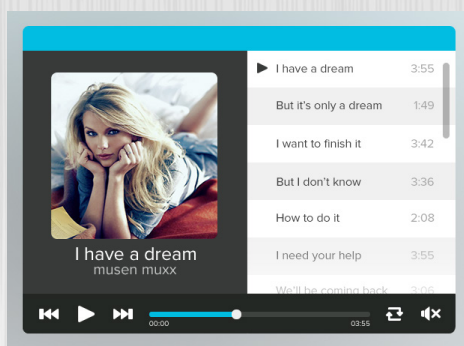 I have a dream 3:55
But it's only a dream 1:49
I want to finish it 3:42
But I don't know 3:36
How to do it 2:08
I need your help 3:55
We'll be coming back 3:06
I have a dream
musen muxx
00:00 03:55